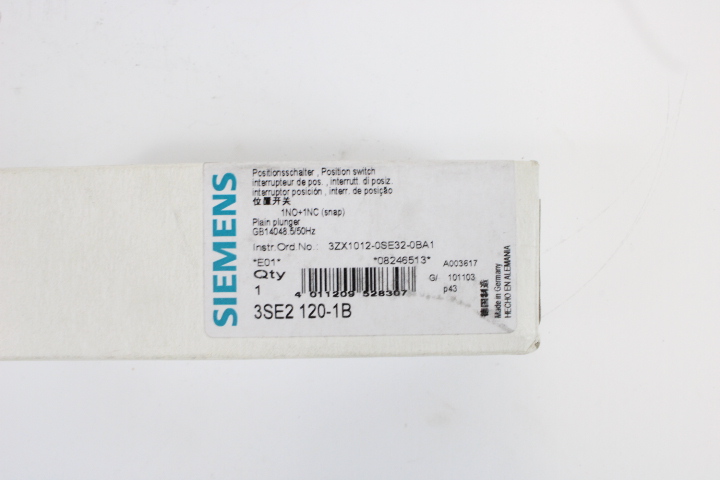 SIEMENS
Positionsschalter , Position switch
interrupteur de pos. , interrutt. di posiz.
interruptor posición , interr. de posição
位置开关
1NO+1NC (snap)
Plain plunger
GB14048.5/50Hz
Instr.Ord.No.: 3ZX1012-0SE32-0BA1
*E01* *08246513* A003617
Qty G/ 101103
1 4 011209 528307 p43
3SE2 120-1B
德国制造
Made in Germany
HECHO EN ALEMANIA